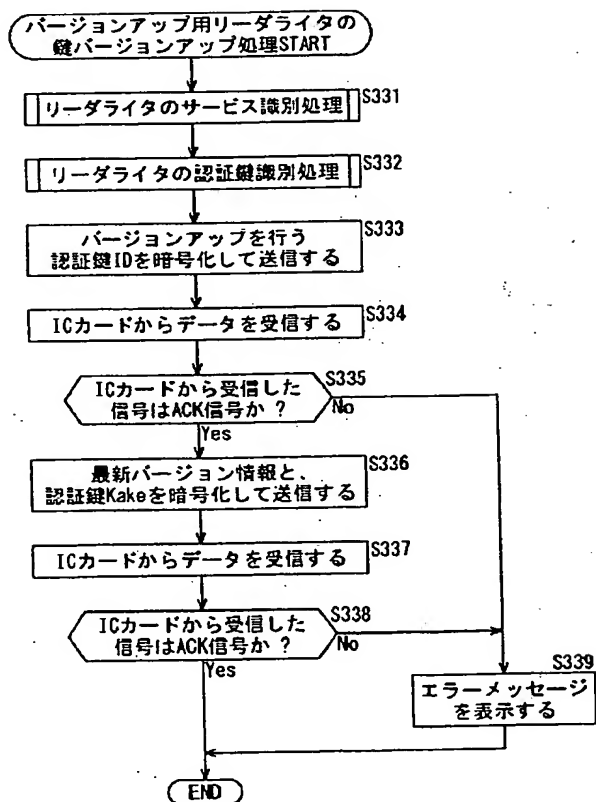 バージョンアップ用リーダライタの
鍵バージョンアップ処理START
リーダライタのサービス識別処理
S331
リーダライタの認証鍵識別処理
S332
バージョンアップを行う
認証鍵IDを暗号化して送信する
S333
ICカードからデータを受信する
S334
ICカードから受信した
信号はACK信号か ?
S335
No
Yes
最新バージョン情報と、
認証鍵Kakeを暗号化して送信する
S336
ICカードからデータを受信する
S337
ICカードから受信した
信号はACK信号か ?
S338
No
Yes
S339
エラーメッセージ
を表示する
END